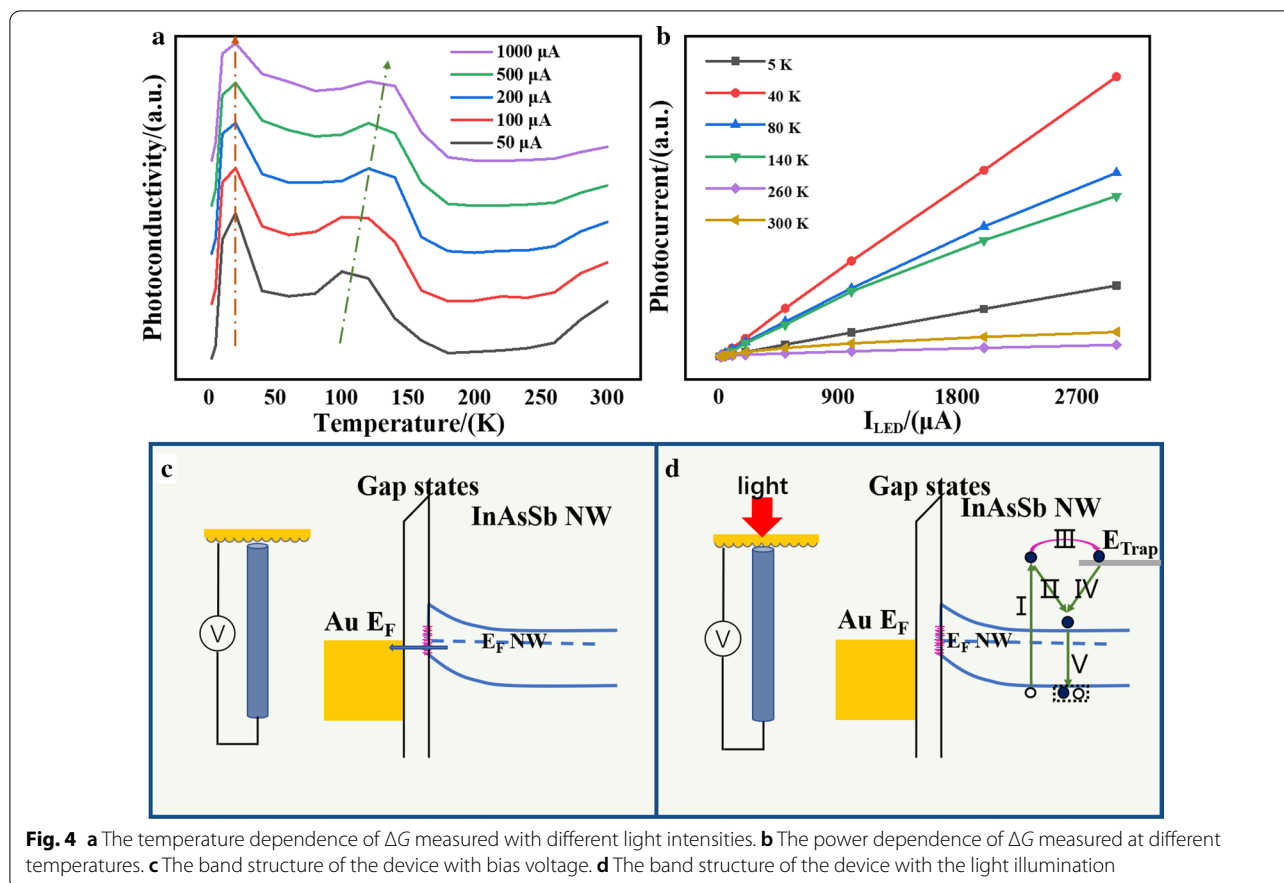 a
Photoconductivity/(a.u.)
1000 µA
500 µA
200 µA
100 µA
50 µA
0 50 100 150 200 250 300
Temperature/(K)
b
Photocurrent/(a.u.)
5 K
40 K
80 K
140 K
260 K
300 K
0 900 1800 2700
I_LED/(µA)
c
Gap states
InAsSb NW
V
Au E_F
E_F NW
d
light
Gap states
InAsSb NW
III
E_Trap
I
II
IV
V
Au E_F
E_F NW
V
Fig. 4 a The temperature dependence of ΔG measured with different light intensities. b The power dependence of ΔG measured at different
temperatures. c The band structure of the device with bias voltage. d The band structure of the device with the light illumination